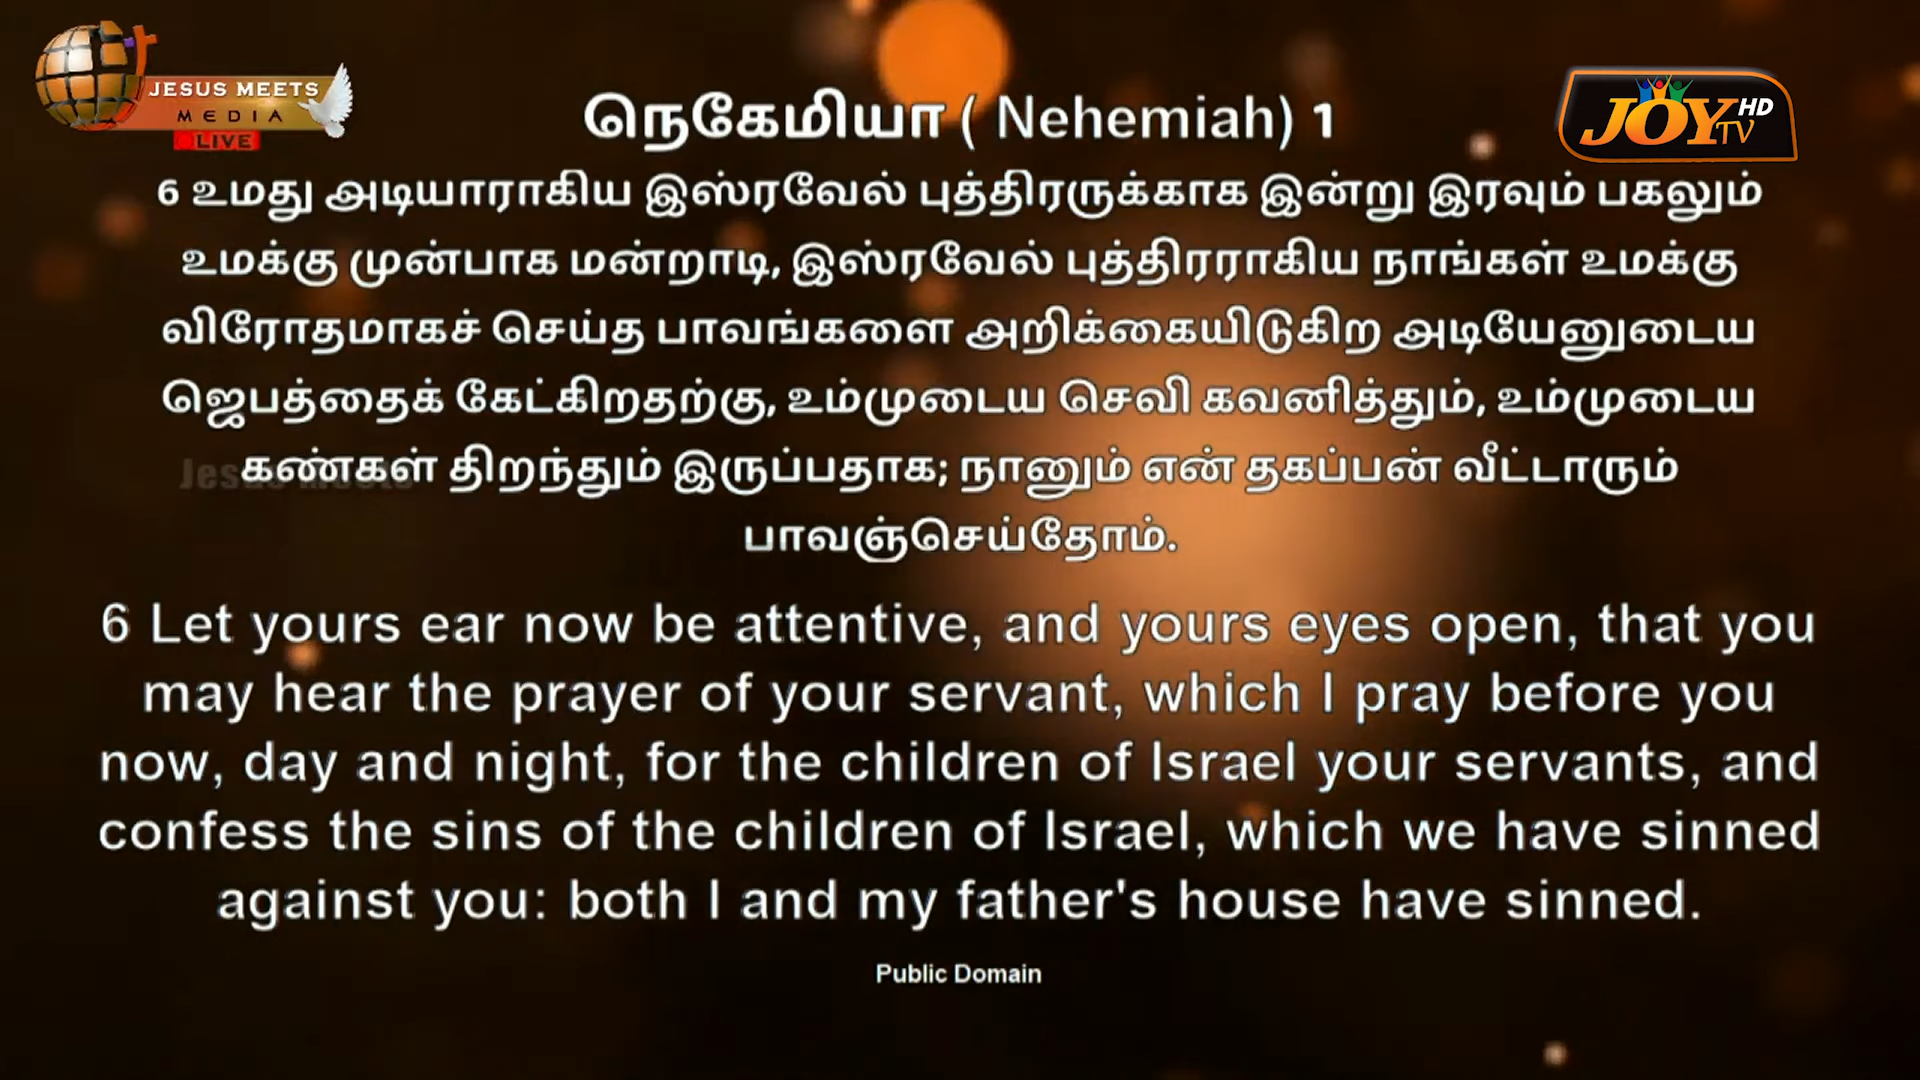 JESUS MEETS
MEDIA
LIVE
JOY TV HD
நெகேமியா ( Nehemiah) 1
6 உமது அடியாராகிய இஸ்ரவேல் புத்திரருக்காக இன்று இரவும் பகலும்
உமக்கு முன்பாக மன்றாடி, இஸ்ரவேல் புத்திரராகிய நாங்கள் உமக்கு
விரோதமாகச் செய்த பாவங்களை அறிக்கையிடுகிற அடியேனுடைய
ஜெபத்தைக் கேட்கிறதற்கு, உம்முடைய செவி கவனித்தும், உம்முடைய
கண்கள் திறந்தும் இருப்பதாக; நானும் என் தகப்பன் வீட்டாரும்
பாவஞ்செய்தோம்.
6 Let yours ear now be attentive, and yours eyes open, that you
may hear the prayer of your servant, which I pray before you
now, day and night, for the children of Israel your servants, and
confess the sins of the children of Israel, which we have sinned
against you: both I and my father's house have sinned.
Public Domain